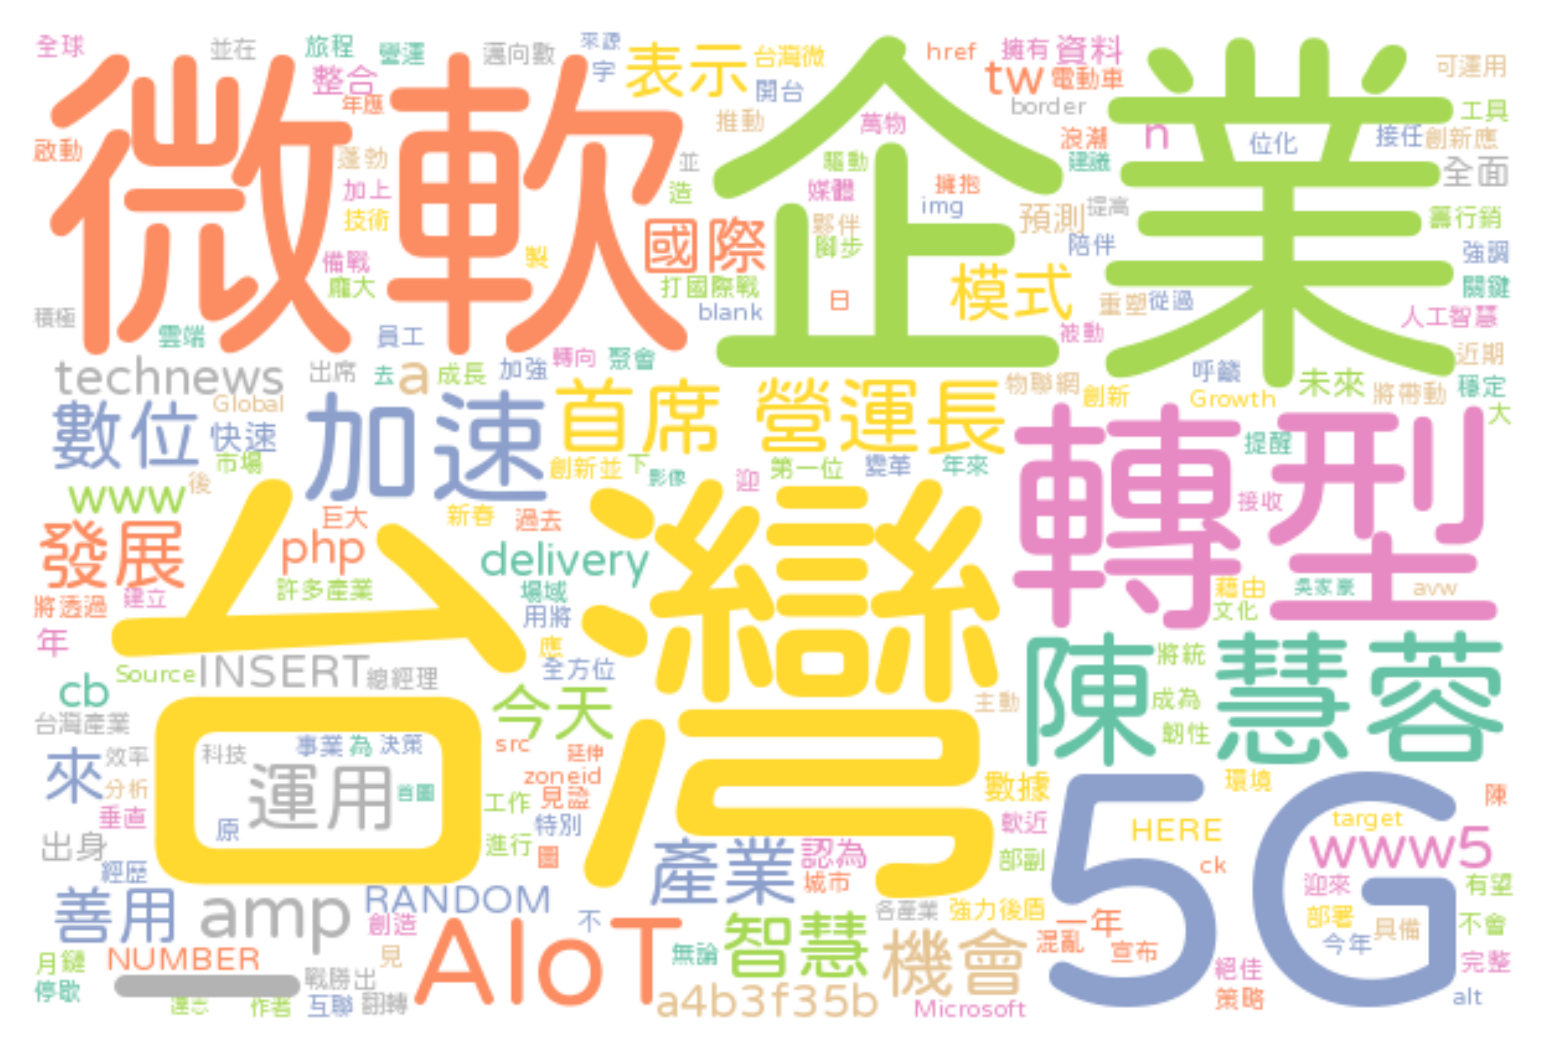 全球 並在 旅程 營運 邁向數 來源 字 表示 台灣微 href 擁有 資料 可運用
整合 年應 開台 tw 電動車 border 工具
微軟 企業
啟動 蓬勃 推動 並 萬物 浪潮 n 位化 接任 創新應
加上 造 驅動 建議 全面
技術 媒體 擁抱 img 預測 提高 籌行銷
國際 夥伴 腳步 陪伴 強調
備戰 龐大 製 打國際戰 模式 關鍵
積極 blank 日 重塑 從過 人工智慧
雲端 員工 被動 近期
technews 出席 去 a 成長 加強 轉向 聚會 呼籲 未來 將帶動 穩定
Global 首席 營運長 物聯網 創新 Growth 大
數位 快速 加速 轉型 提醒
市場 創新並 下 影像 迎 第一位 變革 年來
www 後 接收
巨大 新春 過去
發展 php delivery
台灣
許多產業 場域 藉由 吳家豪 avw
將透過 建立 用將 文化
年 應 陳慧蓉
Source INSERT 總經理 全方位 將統
cb 今天 主動 成為
台灣產業 韌性
效率 科技 事業 為 決策 src 延伸
來 運用 zoneid 數據 環境
分析 首圖 工作 見證 5G 陳
垂直 原 特別 軟近 HERE target
出身 進行 圖 產業 認為 部副 www5
經歷 城市 ck 迎來 有望
善用 amp RANDOM 各產業 強力後盾 部署 不會
創造 不 智慧 機會 一年 具備
NUMBER 見 AIoT 無論 混亂 宣布 今年
月鏈 戰勝出 絕佳 完整
停歇 達志 作者 互聯 翻轉 a4b3f35b Microsoft 策略 alt